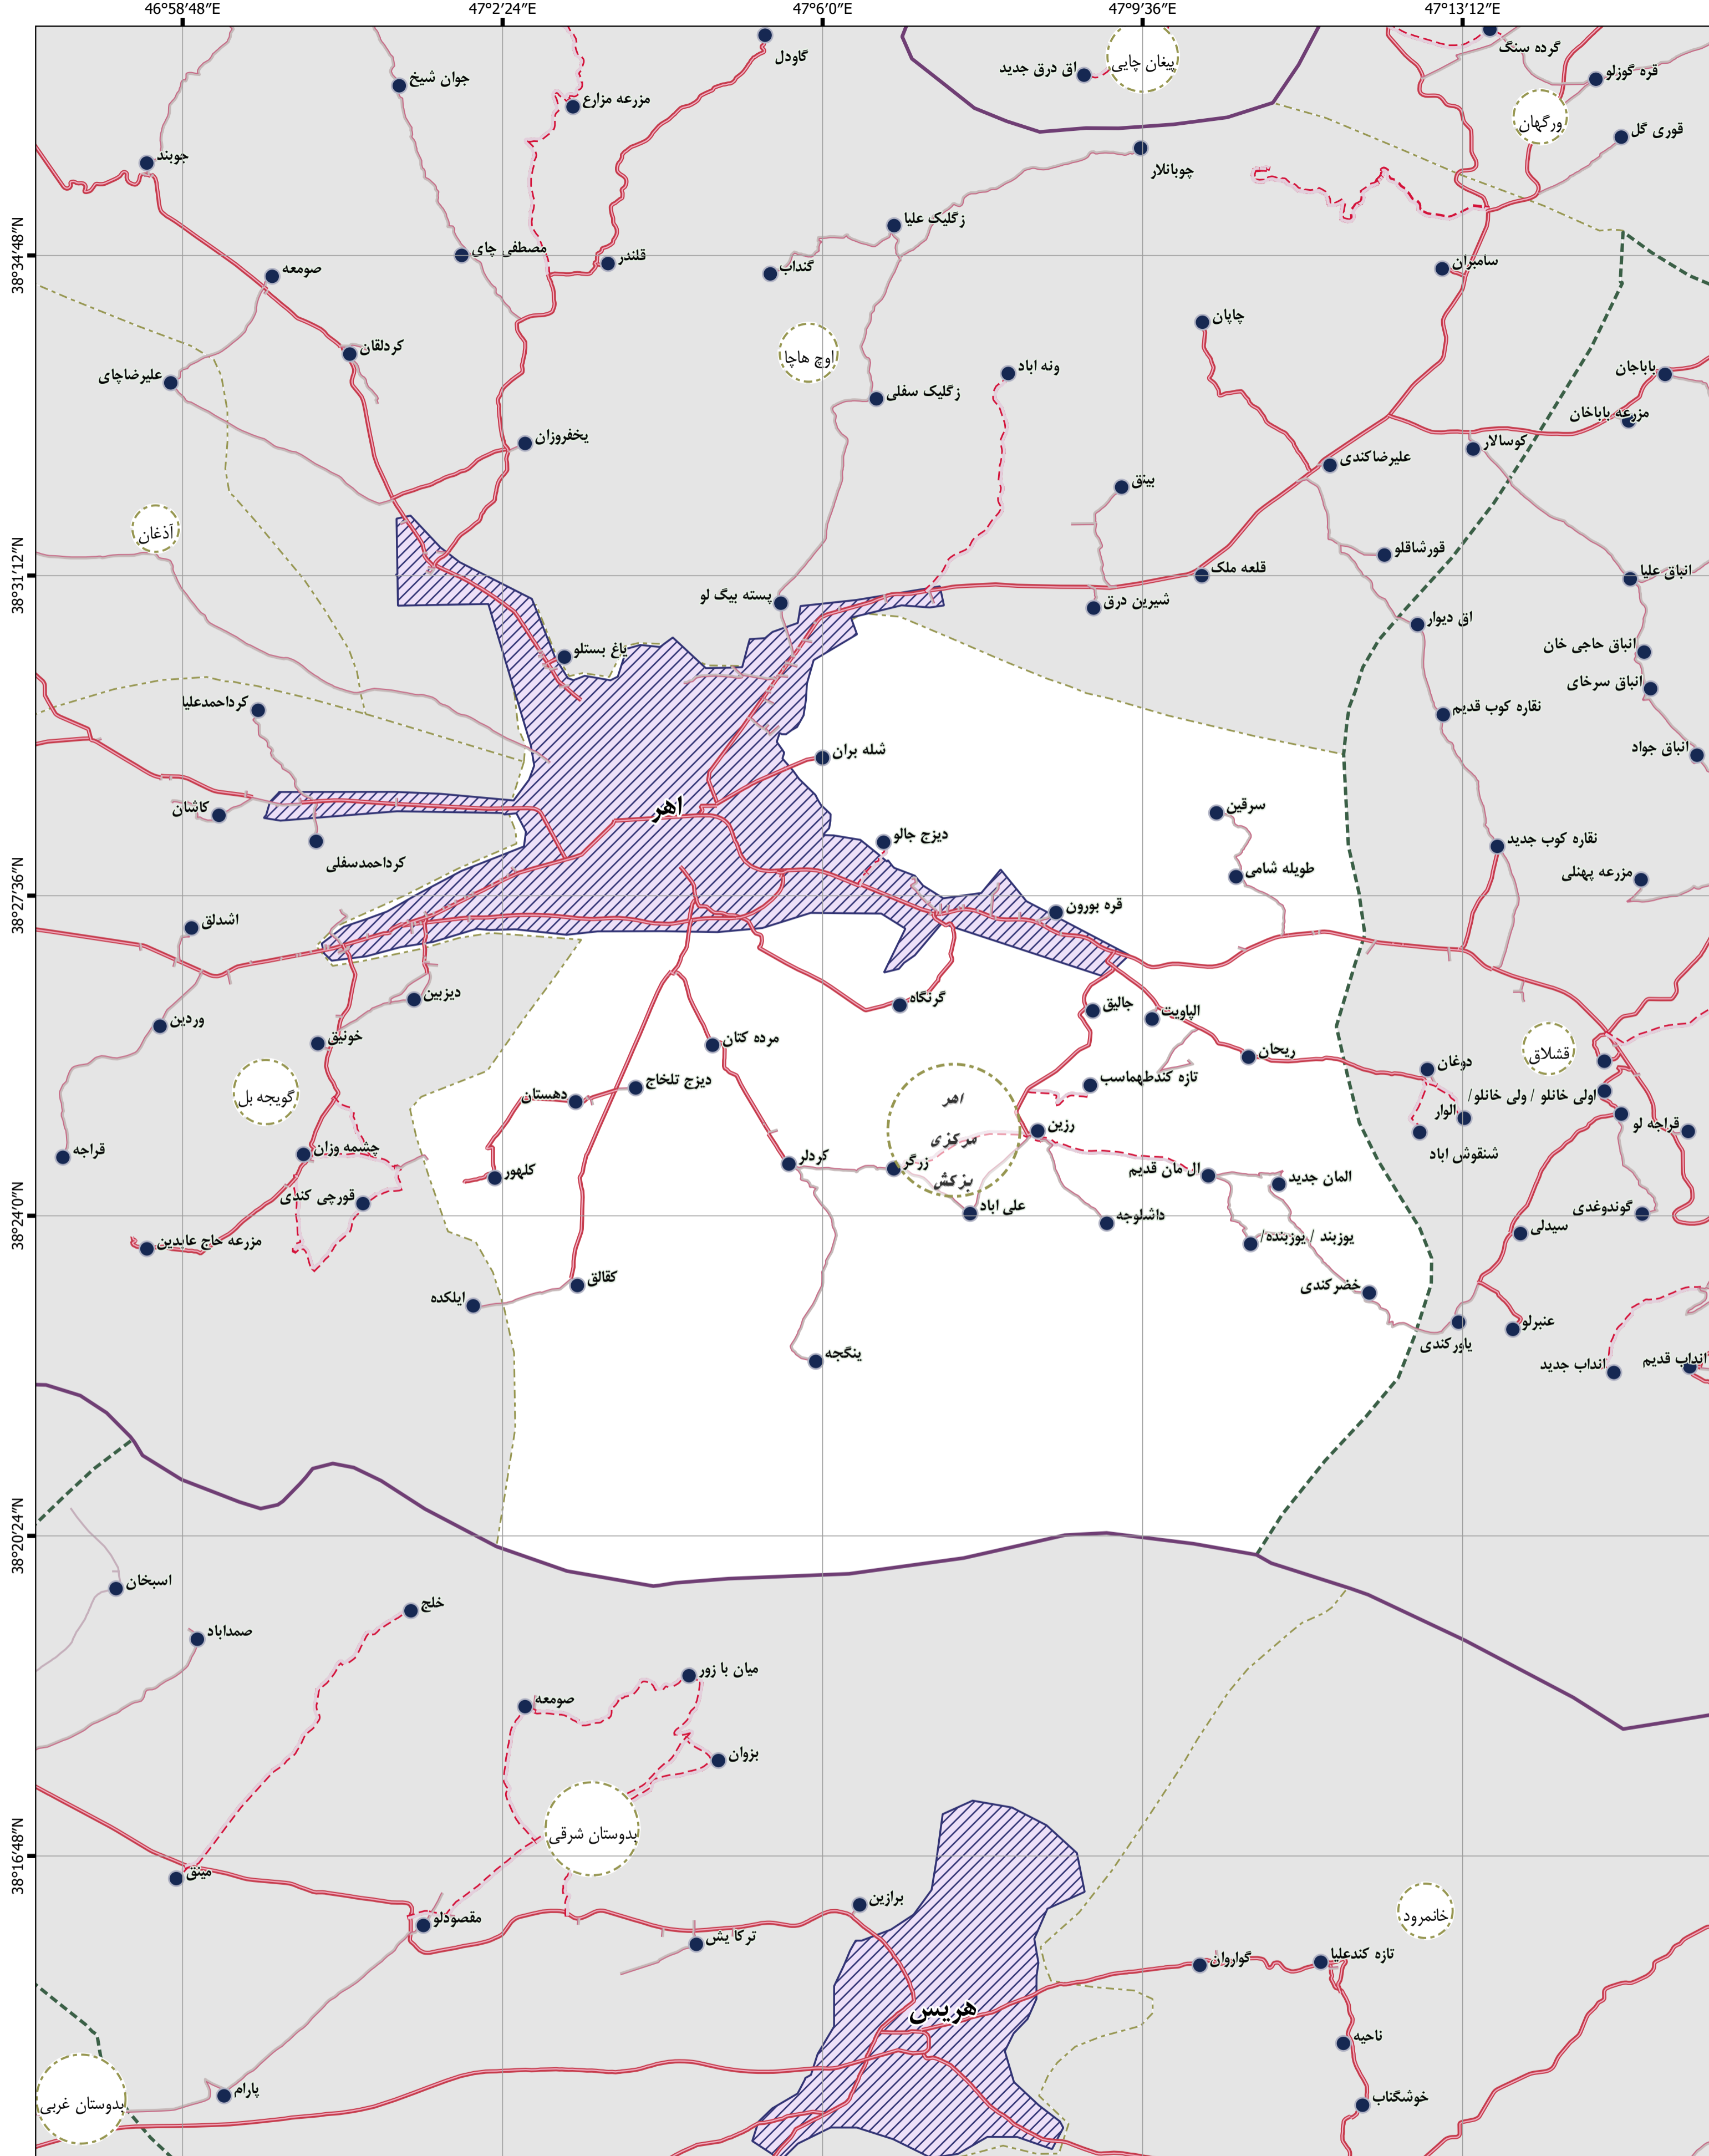 46°58′48″E
47°2′24″E
47°6′0″E
47°9′36″E
47°13′12″E
گاودل
گرده سنگ
پیغان چایی
اق درق جدید
قره گوزلو
جوان شیخ
مزرعه مزارع
ورگهان
قوری گل
جوبند
چوبانلار
زگلیک علیا
38°34′48″N
مصطفی چای
قلندر
گنداب
سامبران
صومعه
چاپان
کردلقان
اوچ هاچا
علیرضاچای
ونه اباد
باباجان
زگلیک سفلی
مزرعه باباخان
یخفروزان
کوسالار
علیرضاکندی
بینق
آذغان
قورشاقلو
38°31′12″N
قلعه ملک
انباق علیا
پسته بیگ لو
شیرین درق
اق دیوار
باغ بستلو
انباق حاجی خان
انباق سرخای
کرداحمدعلیا
نقاره کوب قدیم
شله بران
انباق جواد
کاشان
اهر
سرقین
دیزج جالو
نقاره کوب جدید
کرداحمدسفلی
طویله شامی
مزرعه پهنلی
38°27′36″N
قره بورون
اشدلق
دیزبین
گرنگاه
جالیق
الپاویت
وردین
خونیق
مرده کتان
ریحان
قشلاق
دوغان
گویجه بل
دهستان
دیزج تلخاج
تازه کندطهماسب
اولی خانلو / ولی خانلو/
اهر
الوار
مرکزی
بزکش
رزین
قراجه لو
قراجه
چشمه وزان
شنقوش اباد
کلهور
کردلر
زرگر
ال مان قدیم
المان جدید
قورچی کندی
علی اباد
داشلوجه
گوندوغدی
38°24′0″N
مزرعه حاج عابدین
یوزبند / یوزبنده/
سیدلی
کقالق
ایلکده
خضرکندی
عنبرلو
یاورکندی
ینگجه
انداب جدید
انداب قدیم
38°20′24″N
اسبخان
خلج
صمداباد
میان با زور
صومعه
بزوان
بدوستان شرقی
38°16′48″N
مینق
برازین
مقصودلو
خانمرود
ترکایش
گواروان
تازه کندعلیا
هریس
ناحیه
پارام
بدوستان غربی
خوشگناب